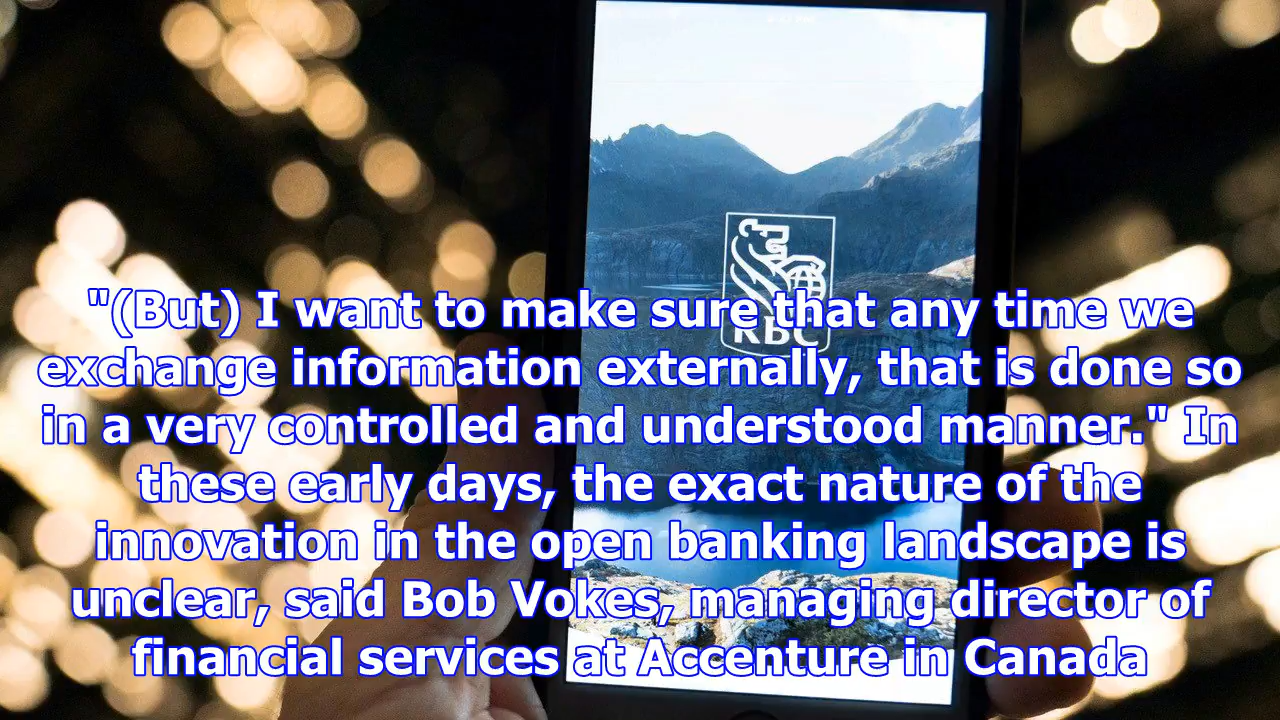 "(But) I want to make sure that any time we
exchange information externally, that is done so
in a very controlled and understood manner." In
these early days, the exact nature of the
innovation in the open banking landscape is
unclear, said Bob Vokes, managing director of
financial services at Accenture in Canada
RBC